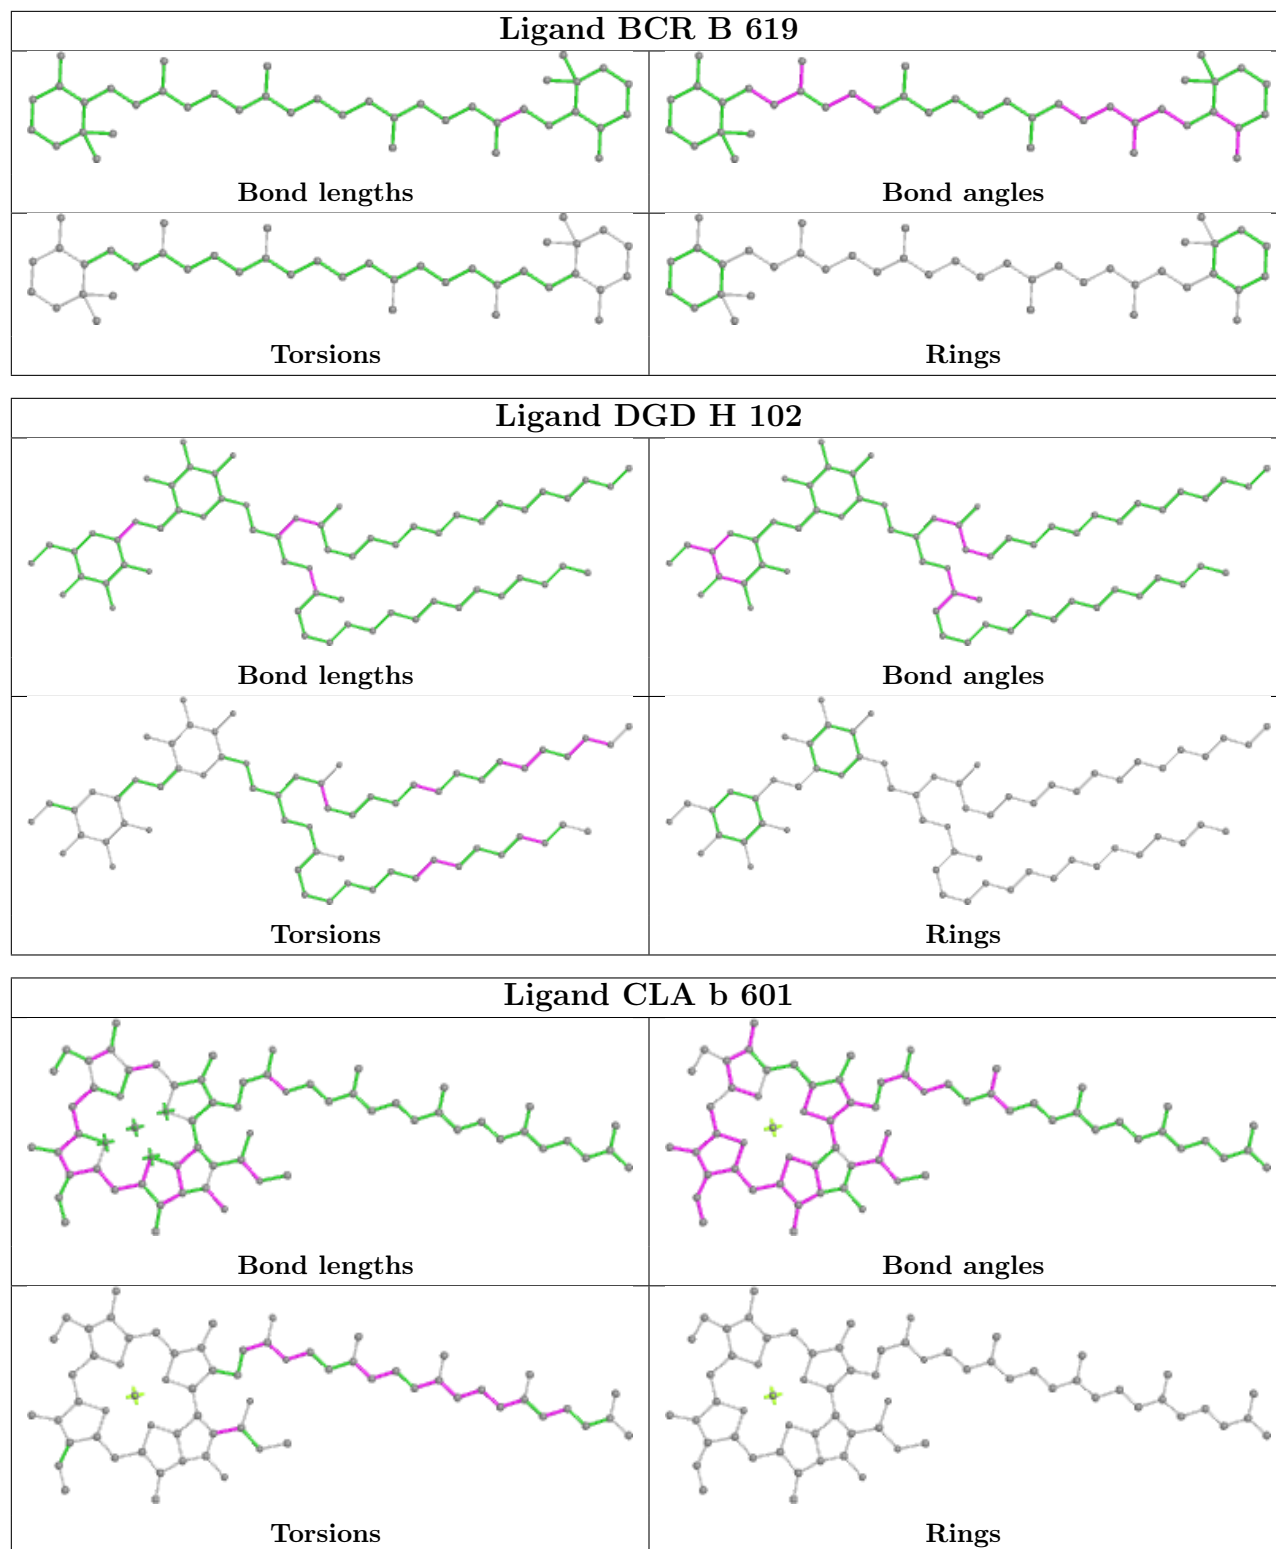 Ligand BCR B 619
Bond lengths
Bond angles
Torsions
Rings
Ligand DGD H 102
Bond lengths
Bond angles
Torsions
Rings
Ligand CLA b 601
Bond lengths
Bond angles
Torsions
Rings